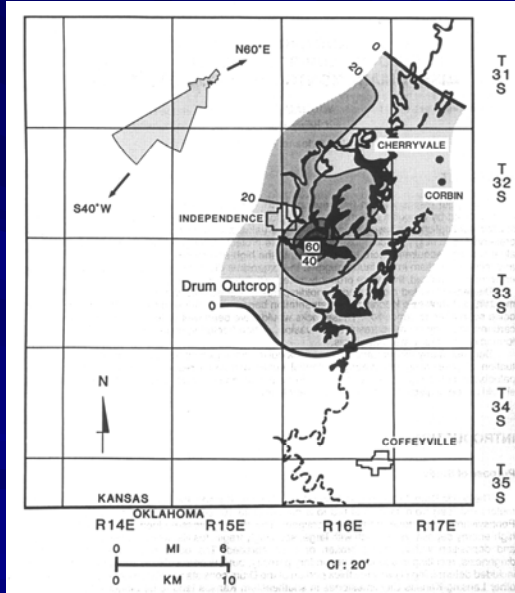 N60°E
0
20
T
31
S
CHERRYVALE
T
32
S
S40°W
CORBIN
20
INDEPENDENCE
60
40
Drum Outcrop
0
T
33
S
N
T
34
S
COFFEYVILLE
T
35
S
KANSAS
OKLAHOMA
R14E R15E R16E R17E
0 MI 6
0 KM 10
CI : 20'